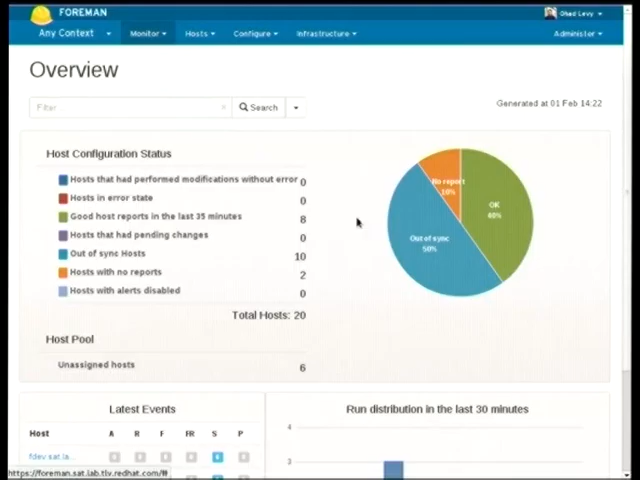 FOREMAN
Ohad Levy
Any Context Monitor Hosts Configure Infrastructure Administer
Overview
Filter Search
Generated at 01 Feb 14:22
Host Configuration Status
Hosts that had performed modifications without error 0
Hosts in error state 0
Good host reports in the last 35 minutes 8
Hosts that had pending changes 0
Out of sync Hosts 10
Hosts with no reports 2
Hosts with alerts disabled 0
Total Hosts: 20
No report
10%
OK
40%
Out of sync
50%
Host Pool
Unassigned hosts 6
Latest Events
Host A R F FR S P
fdev.sat.la...
Run distribution in the last 30 minutes
4
3
https://foreman.sat.lab.tlv.redhat.com/#